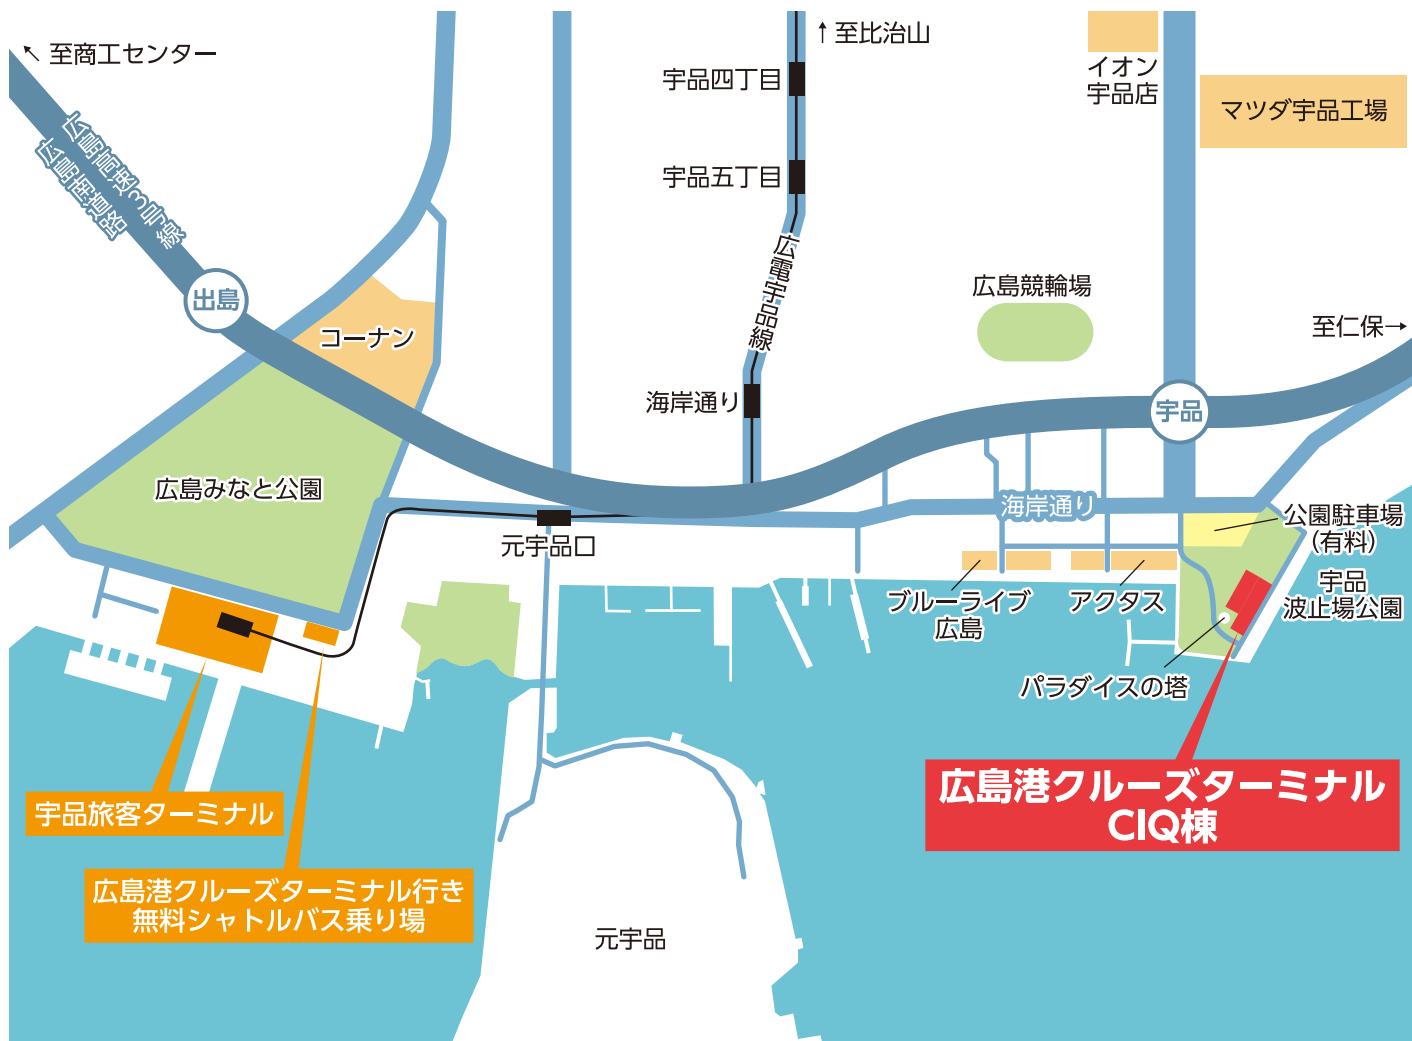 ↖ 至商工センター
↑至比治山
宇品四丁目
イオン
宇品店
マツダ宇品工場
広島高速3号線
広島南道路
宇品五丁目
広電宇品線
出島
コーナン
広島競輪場
至仁保→
海岸通り
宇品
広島みなと公園
海岸通り
公園駐車場
(有料)
元宇品口
宇品
波止場公園
ブルーライブ
広島
アクタス
パラダイスの塔
広島港クルーズターミナル
CIQ棟
宇品旅客ターミナル
広島港クルーズターミナル行き
無料シャトルバス乗り場
元宇品